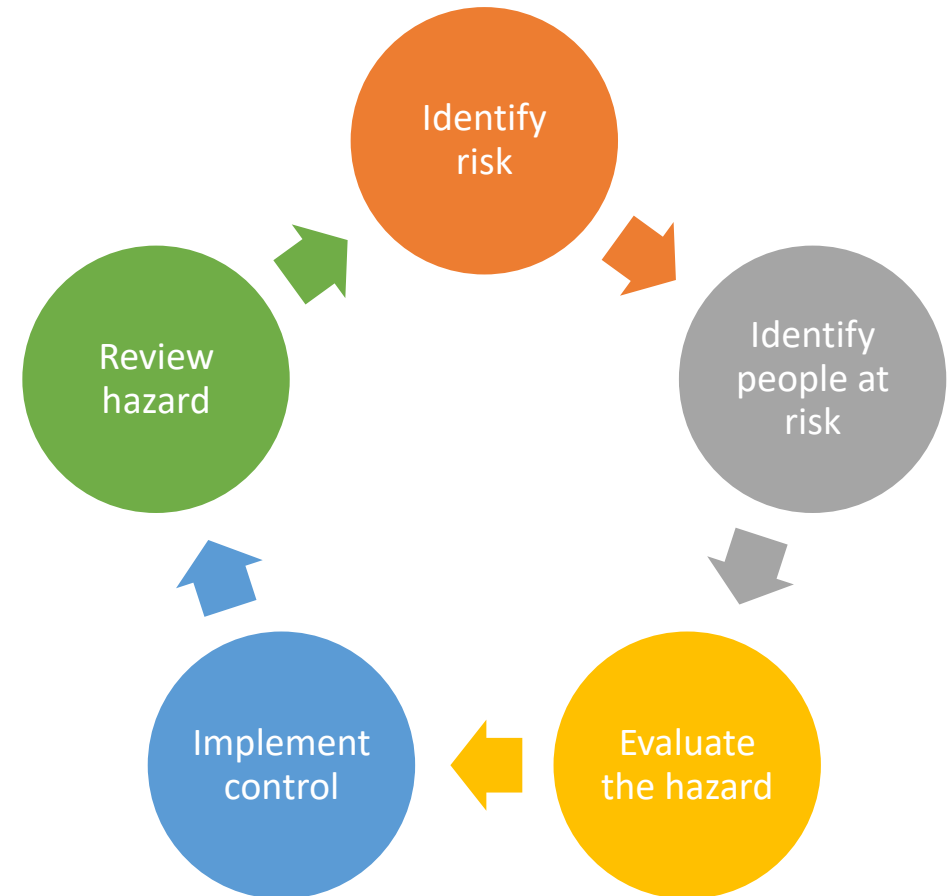 Identify
risk
Identify
people at
risk
Evaluate
the hazard
Implement
control
Review
hazard